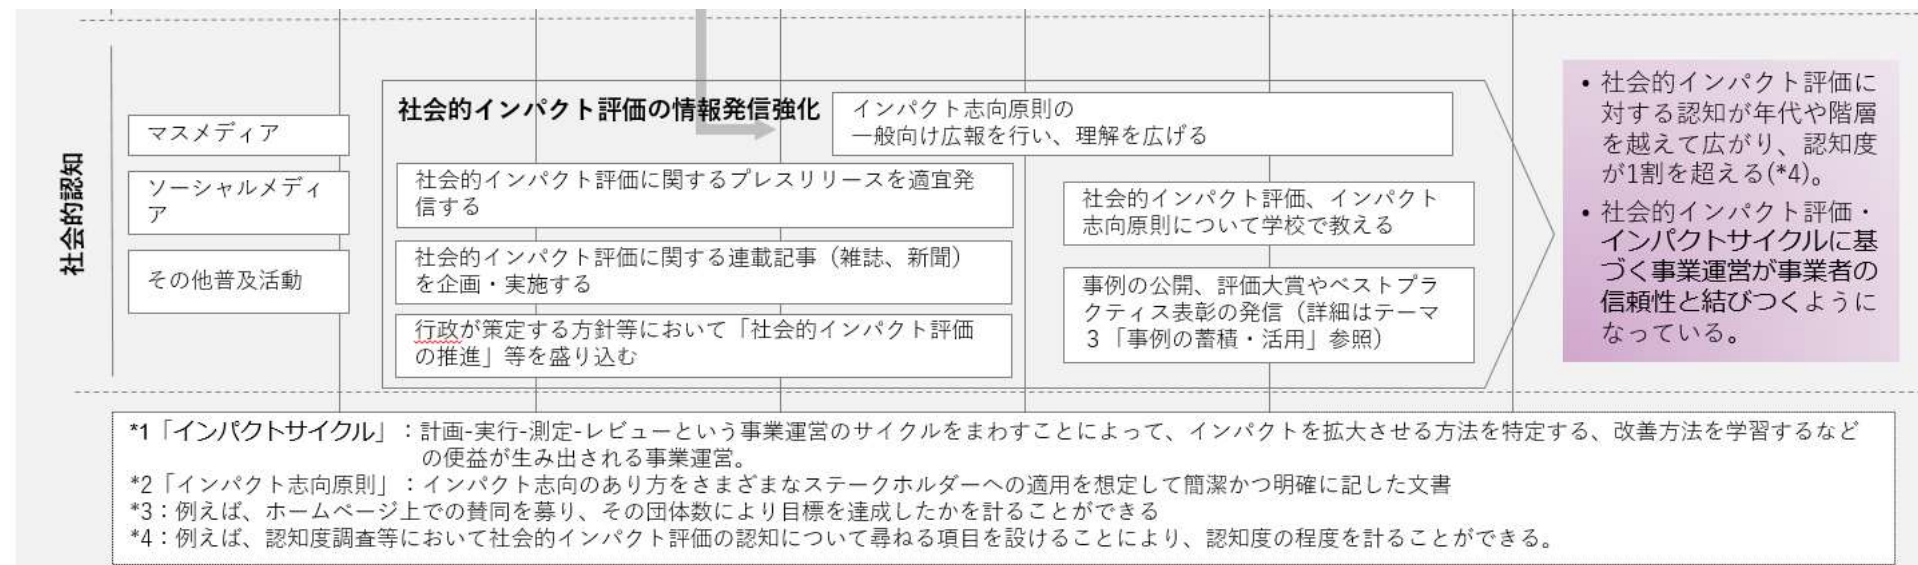 社会的認知
マスメディア
ソーシャルメディ
ア
その他普及活動
社会的インパクト評価の情報発信強化
インパクト志向原則の
一般向け広報を行い、理解を広げる
社会的インパクト評価に関するプレスリリースを適宜発
信する
社会的インパクト評価に関する連載記事（雑誌、新聞）
を企画・実施する
行政が策定する方針等において「社会的インパクト評価
の推進」等を盛り込む
社会的インパクト評価、インパクト
志向原則について学校で教える
事例の公開、評価大賞やベストプラ
クティス表彰の発信（詳細はテーマ
３「事例の蓄積・活用」参照）
• 社会的インパクト評価に
対する認知が年代や階層
を越えて広がり、認知度
が1割を超える(*4)。
• 社会的インパクト評価・
インパクトサイクルに基
づく事業運営が事業者の
信頼性と結びつくように
なっている。
*1「インパクトサイクル」：計画-実行-測定-レビューという事業運営のサイクルをまわすことによって、インパクトを拡大させる方法を特定する、改善方法を学習するなど
の便益が生み出される事業運営。
*2「インパクト志向原則」：インパクト志向のあり方をさまざまなステークホルダーへの適用を想定して簡潔かつ明確に記した文書
*3：例えば、ホームページ上での賛同を募り、その団体数により目標を達成したかを計ることができる
*4：例えば、認知度調査等において社会的インパクト評価の認知について尋ねる項目を設けることにより、認知度の程度を計ることができる。